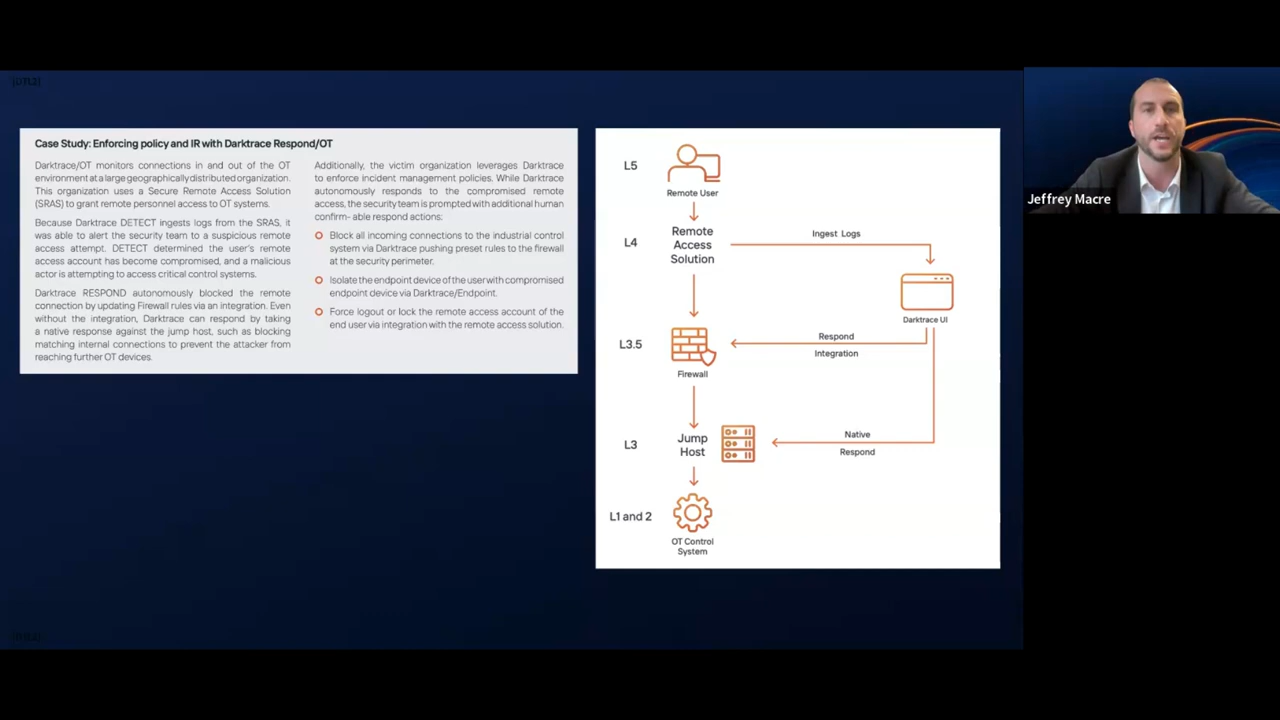 Case Study: Enforcing policy and IR with Darktrace Respond/OT
Darktrace/OT monitors connections in and out of the OT
environment at a large geographically distributed organization.
This organization uses a Secure Remote Access Solution
(SRAS) to grant remote personnel access to OT systems.
Because Darktrace DETECT ingests logs from the SRAS, it
was able to alert the security team to a suspicious remote
access attempt. DETECT determined the user's remote
access account has become compromised, and a malicious
actor is attempting to access critical control systems.
Darktrace RESPOND autonomously blocked the remote
connection by updating Firewall rules via an integration. Even
without the integration, Darktrace can respond by taking
a native response against the jump host, such as blocking
matching internal connections to prevent the attacker from
reaching further OT devices.
Additionally, the victim organization leverages Darktrace
to enforce incident management policies. While Darktrace
autonomously responds to the compromised remote
access, the security team is prompted with additional human
confirm- able respond actions:
Block all incoming connections to the industrial control
system via Darktrace pushing preset rules to the firewall
at the security perimeter.
Isolate the endpoint device of the user with compromised
endpoint device via Darktrace/Endpoint.
Force logout or lock the remote access account of the
end user via integration with the remote access solution.
L5
Remote User
L4
Remote
Access
Solution
Ingest Logs
Darktrace UI
L3.5
Firewall
Respond
Integration
L3
Jump
Host
Native
Respond
L1 and 2
OT Control
System
Jeffrey Macre